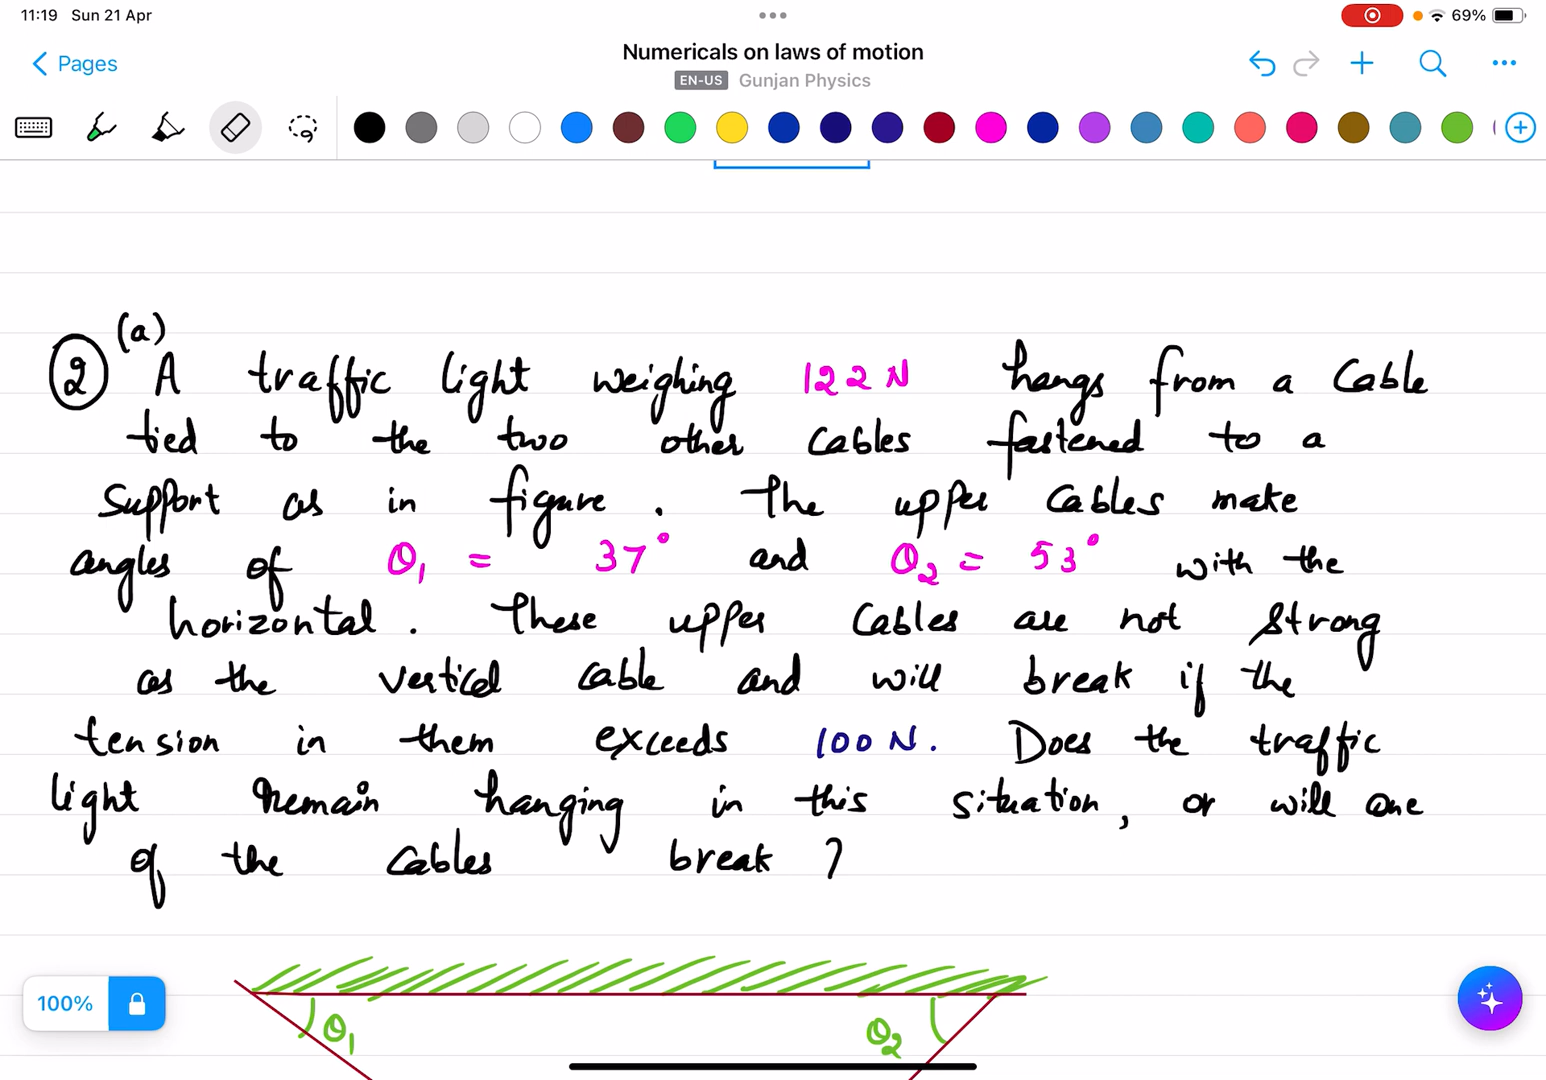 11:19 Sun 21 Apr
69%
Pages
Numericals on laws of motion
EN-US Gunjan Physics
(a)
2 A traffic light weighing 122 N hangs from a cable
tied to the two other cables fastened to a
support as in figure. The upper cables make
angles of θ₁ = 37° and θ₂ = 53° with the
horizontal. These upper cables are not strong
as the vertical cable and will break if the
tension in them exceeds 100 N. Does the traffic
light remain hanging in this situation, or will one
of the cables break ?
100%
θ₁ θ₂